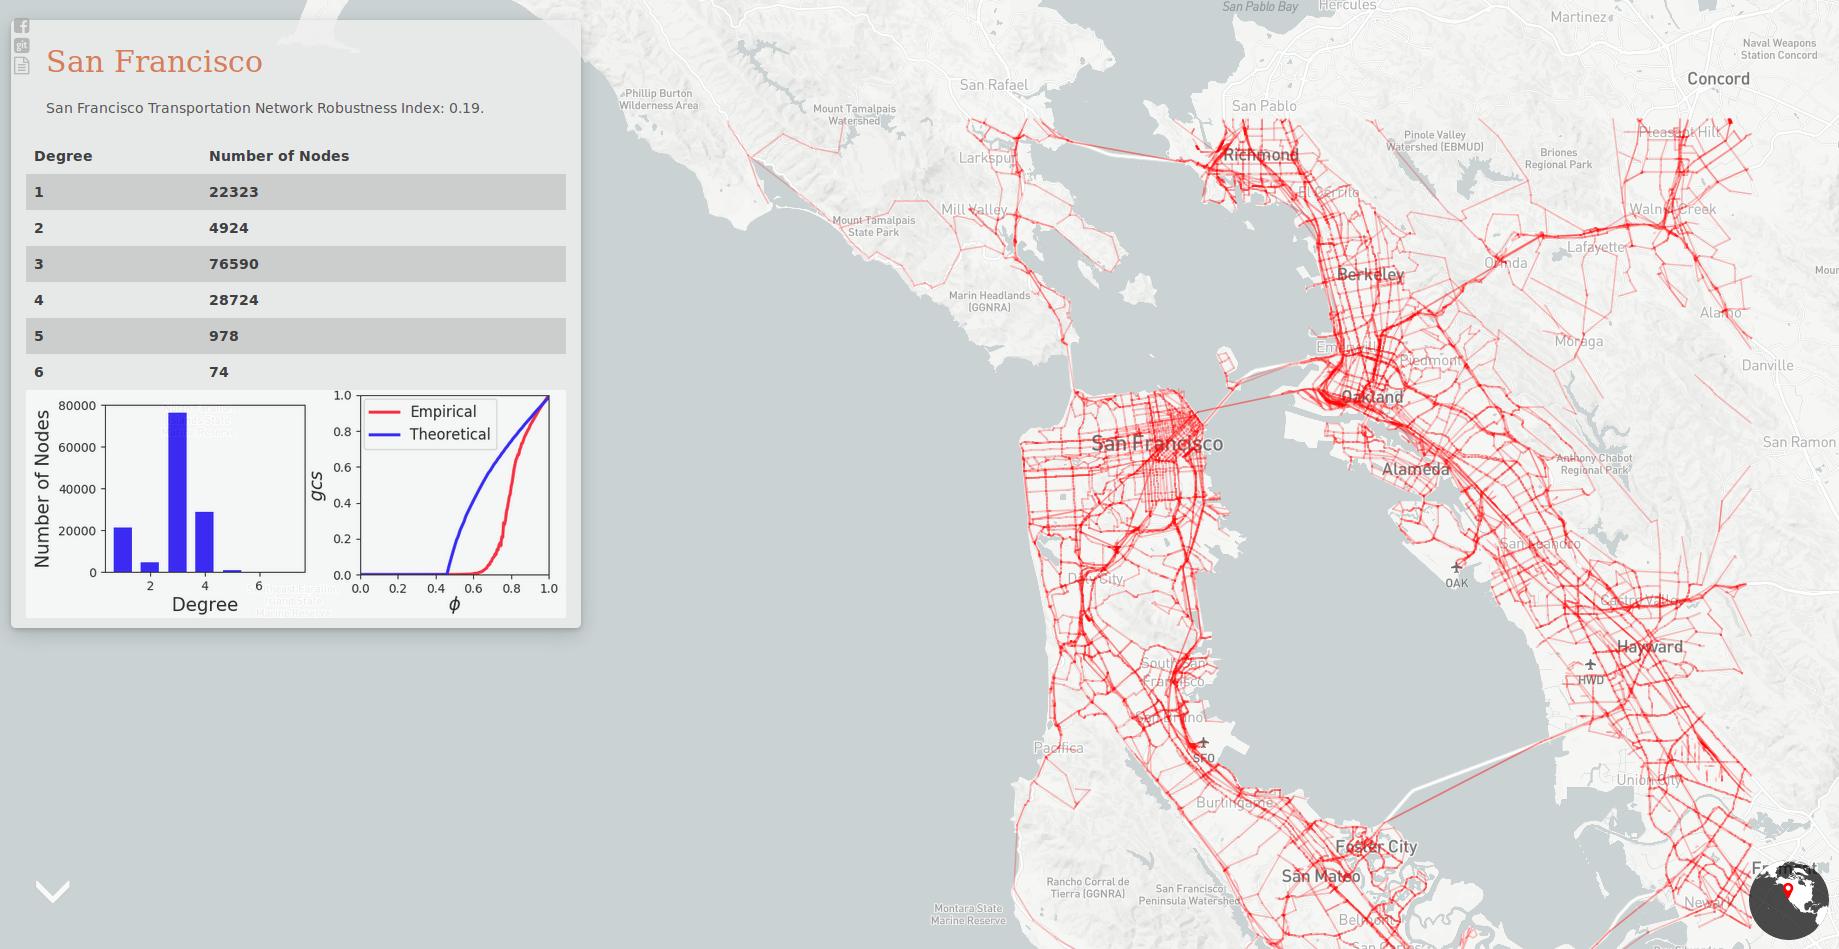 git
San Francisco
San Francisco Transportation Network Robustness Index: 0.19.
Degree Number of Nodes
1 22323
2 4924
3 76590
4 28724
5 978
6 74
80000
60000
40000
20000
0
Number of Nodes
2 4 6
Degree
1.0
0.8
0.6
0.4
0.2
0.0
gcs
Empirical
Theoretical
0.0 0.2 0.4 0.6 0.8 1.0
ϕ
San Pablo Bay
Hercules
Martinez
Naval Weapons
Station Concord
Concord
San Rafael
Phillip Burton
Wilderness Area
Mount Tamalpais
Watershed
San Pablo
Pleasant Hill
Pinole Valley
Watershed (EBMUD)
Richmond
Briones
Regional Park
Larkspur
El Cerrito
Mill Valley
Walnut Creek
Mount Tamalpais
State Park
Lafayette
Orinda
Berkeley
Moun
Marin Headlands
(GGNRA)
Alamo
Moraga
Emeryville
Piedmont
Danville
Oakland
San Francisco
San Ramon
Anthony Chabot
Regional Park
Alameda
San Leandro
Daly City
OAK
Castro Valley
Hayward
South San
Francisco
HWD
San Bruno
Pacifica
SFO
Union City
Burlingame
Foster City
San Mateo
Fremont
Rancho Corral de
Tierra (GGNRA)
San Francisco
Peninsula Watershed
Newark
Montara State
Marine Reserve
Belmont
San Carlos